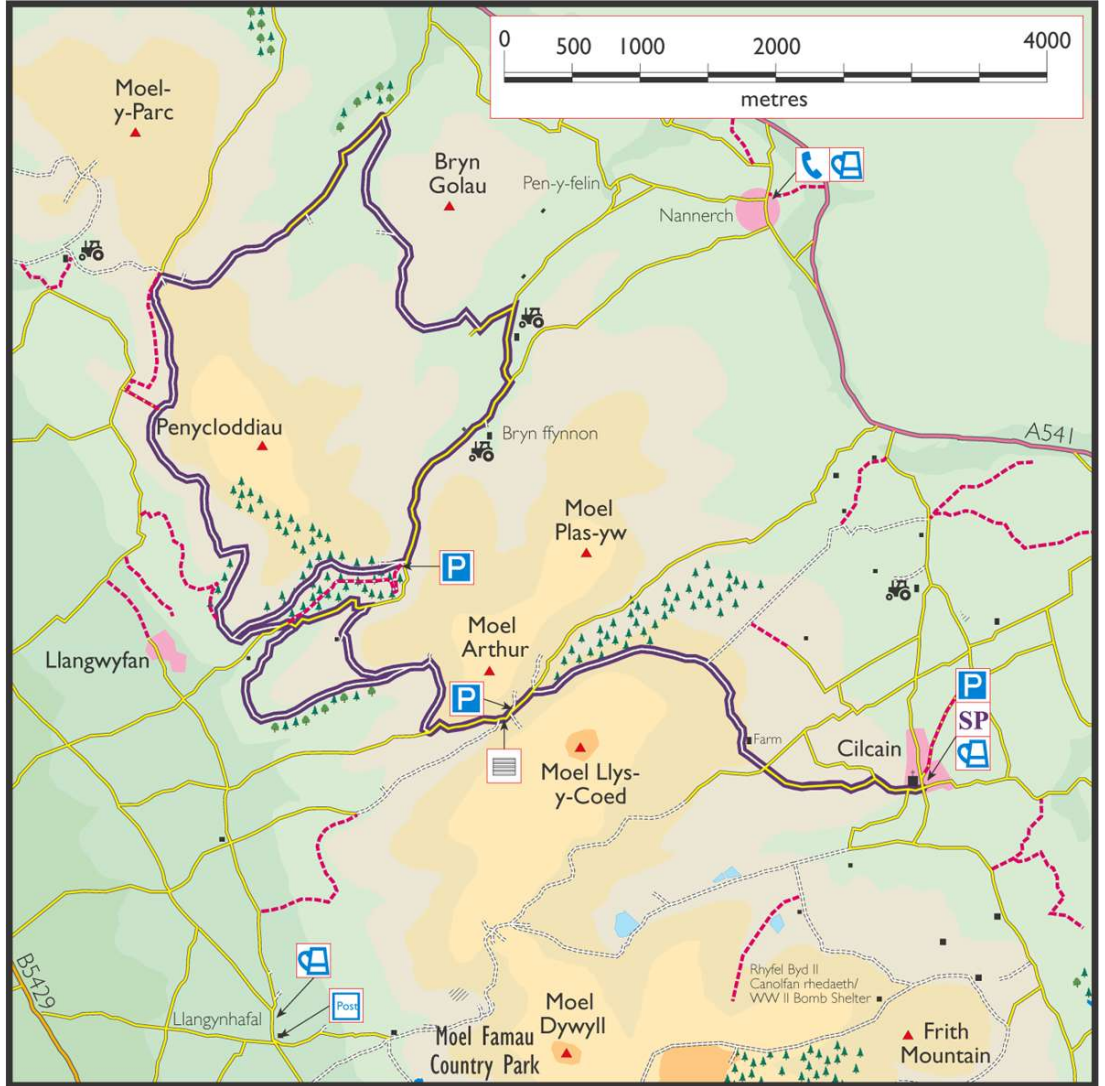 0 500 1000 2000 4000
metres
Moel-
y-Parc
Bryn
Golau
Pen-y-felin
Nannerch
A541
Penycloddiau
Bryn ffynnon
P
Moel
Plas-yw
Llangwyfan
Moel
Arthur
P
P
SP
Farm
Cilcain
Moel Llys-
y-Coed
B5429
Llangynhafal
Post
Rhyfel Byd II
Canolfan rhedaeth/
WW II Bomb Shelter
Moel
Dywyll
Moel Famau
Country Park
Frith
Mountain